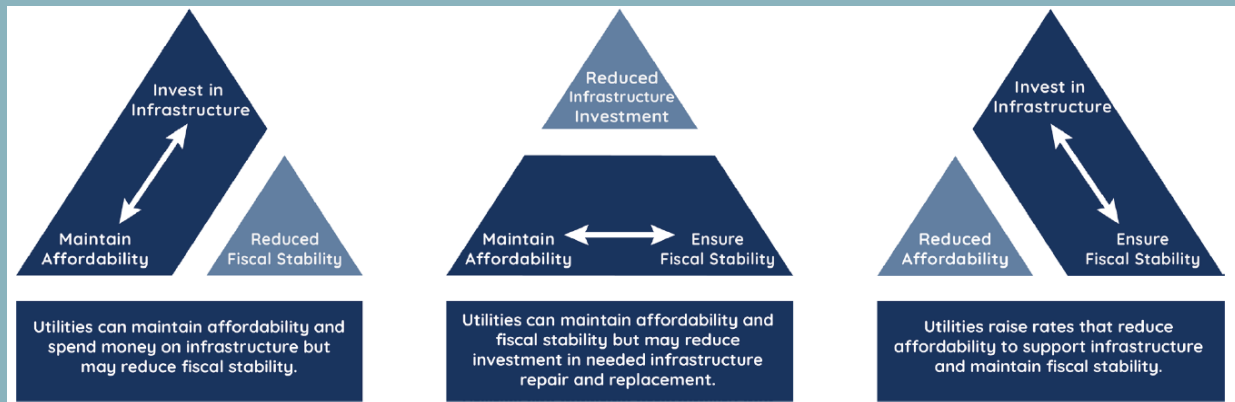 Invest in
Infrastructure
Maintain
Affordability
Reduced
Fiscal Stability
Utilities can maintain affordability and
spend money on infrastructure but
may reduce fiscal stability.
Reduced
Infrastructure
Investment
Maintain
Affordability
Ensure
Fiscal Stability
Utilities can maintain affordability and
fiscal stability but may reduce
investment in needed infrastructure
repair and replacement.
Invest in
Infrastructure
Reduced
Affordability
Ensure
Fiscal Stability
Utilities raise rates that reduce
affordability to support infrastructure
and maintain fiscal stability.